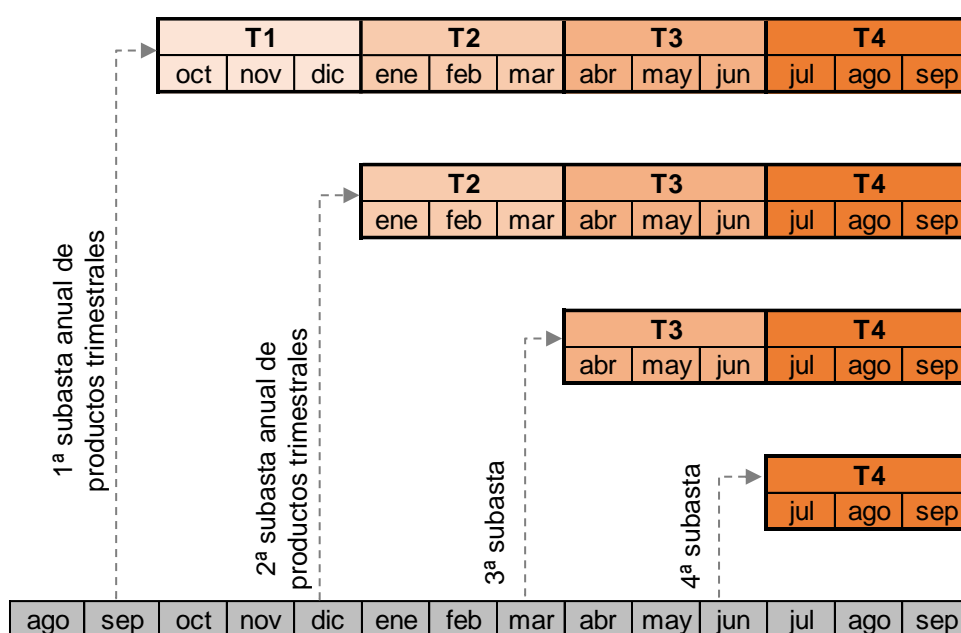 T1 T2 T3 T4
oct nov dic ene feb mar abr may jun jul ago sep
T2 T3 T4
ene feb mar abr may jun jul ago sep
T3 T4
abr may jun jul ago sep
T4
jul ago sep
1ª subasta anual de
productos trimestrales
2ª subasta anual de
productos trimestrales
3ª subasta
4ª subasta
ago sep oct nov dic ene feb mar abr may jun jul ago sep